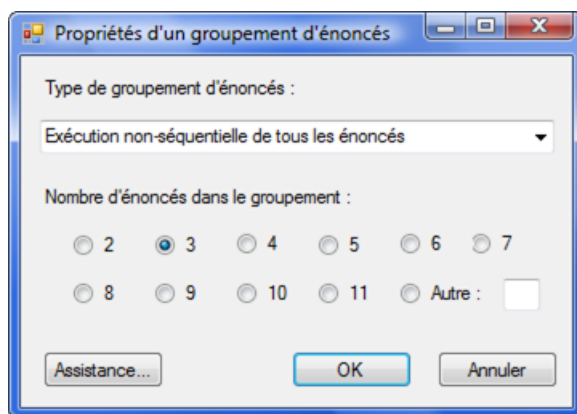 Propriétés d'un groupement d'énoncés
Type de groupement d'énoncés :
Exécution non-séquentielle de tous les énoncés
Nombre d'énoncés dans le groupement :
2 3 4 5 6 7
8 9 10 11 Autre :
Assistance... OK Annuler